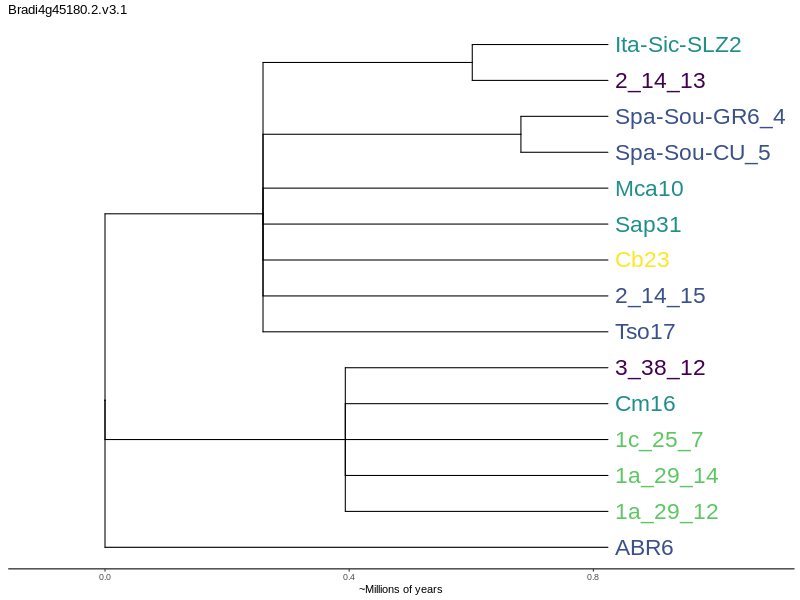 Bradi4g45180.2.v3.1
Ita-Sic-SLZ2
2_14_13
Spa-Sou-GR6_4
Spa-Sou-CU_5
Mca10
Sap31
Cb23
2_14_15
Tso17
3_38_12
Cm16
1c_25_7
1a_29_14
1a_29_12
ABR6
0.0 0.4 0.8
~Millions of years